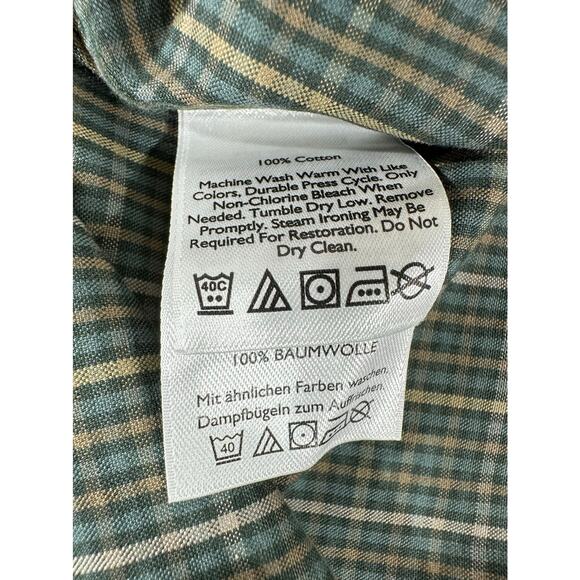 100% Cotton
Machine Wash Warm With Like
Colors, Durable Press Cycle. Only
Non-Chlorine Bleach When
Needed. Tumble Dry Low. Remove
Promptly. Steam Ironing May Be
Required For Restoration. Do Not
Dry Clean.
40C
100% BAUMWOLLE
Mit ähnlichen Farben waschen.
Dampfbügeln zum Auffrischen.
40